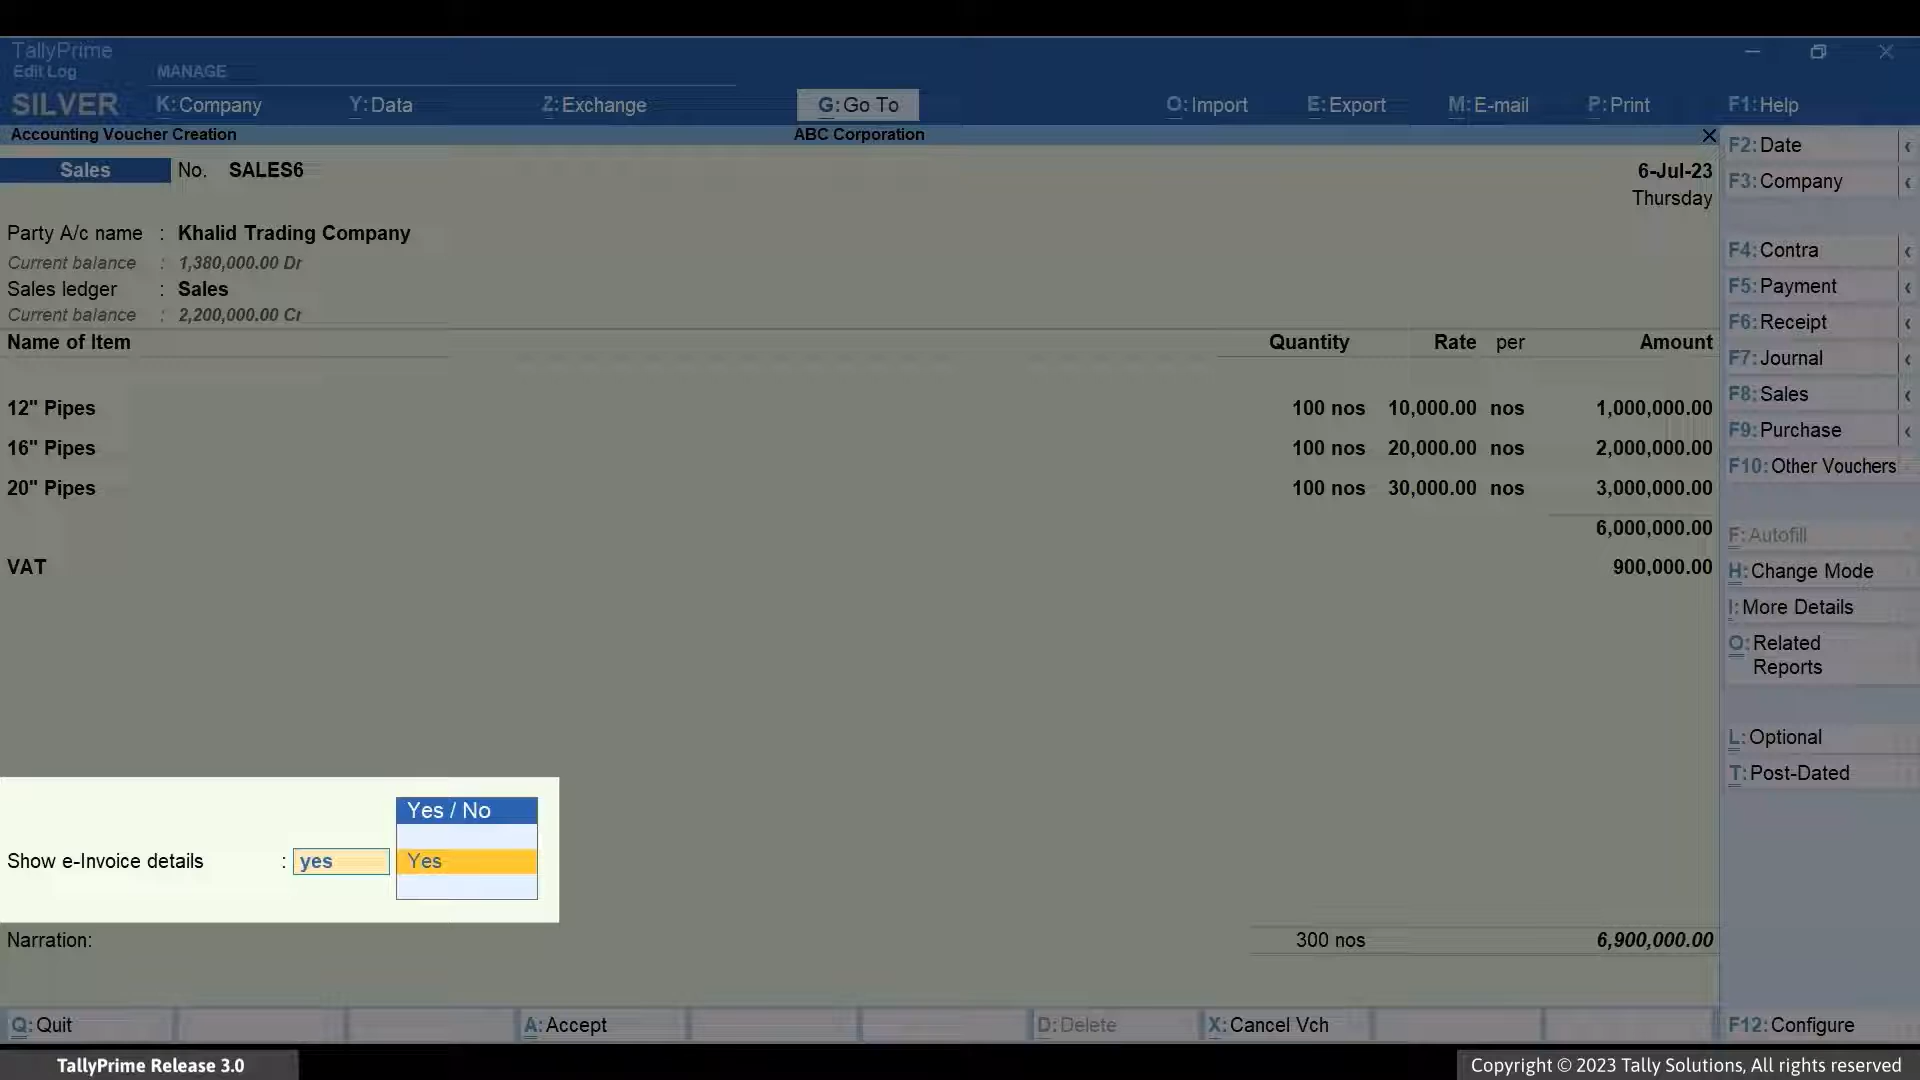 TallyPrime
Edit Log
MANAGE
SILVER
K:Company
Y:Data
Z:Exchange
G:Go To
O:Import
E:Export
M:E-mail
P:Print
F1:Help
Accounting Voucher Creation
ABC Corporation
F2:Date
F3:Company
Sales
No. SALES6
6-Jul-23
Thursday
Party A/c name : Khalid Trading Company
Current balance : 1,380,000.00 Dr
Sales ledger : Sales
Current balance : 2,200,000.00 Cr
Name of Item Quantity Rate per Amount
12" Pipes 100 nos 10,000.00 nos 1,000,000.00
16" Pipes 100 nos 20,000.00 nos 2,000,000.00
20" Pipes 100 nos 30,000.00 nos 3,000,000.00
6,000,000.00
VAT 900,000.00
F4:Contra
F5:Payment
F6:Receipt
F7:Journal
F8:Sales
F9:Purchase
F10:Other Vouchers
F:Autofill
H:Change Mode
I:More Details
O:Related
Reports
L:Optional
T:Post-Dated
Yes / No
Show e-Invoice details : yes
Yes
Narration:
300 nos 6,900,000.00
Q:Quit
A:Accept
D:Delete
X:Cancel Vch
F12:Configure
TallyPrime Release 3.0
Copyright © 2023 Tally Solutions, All rights reserved